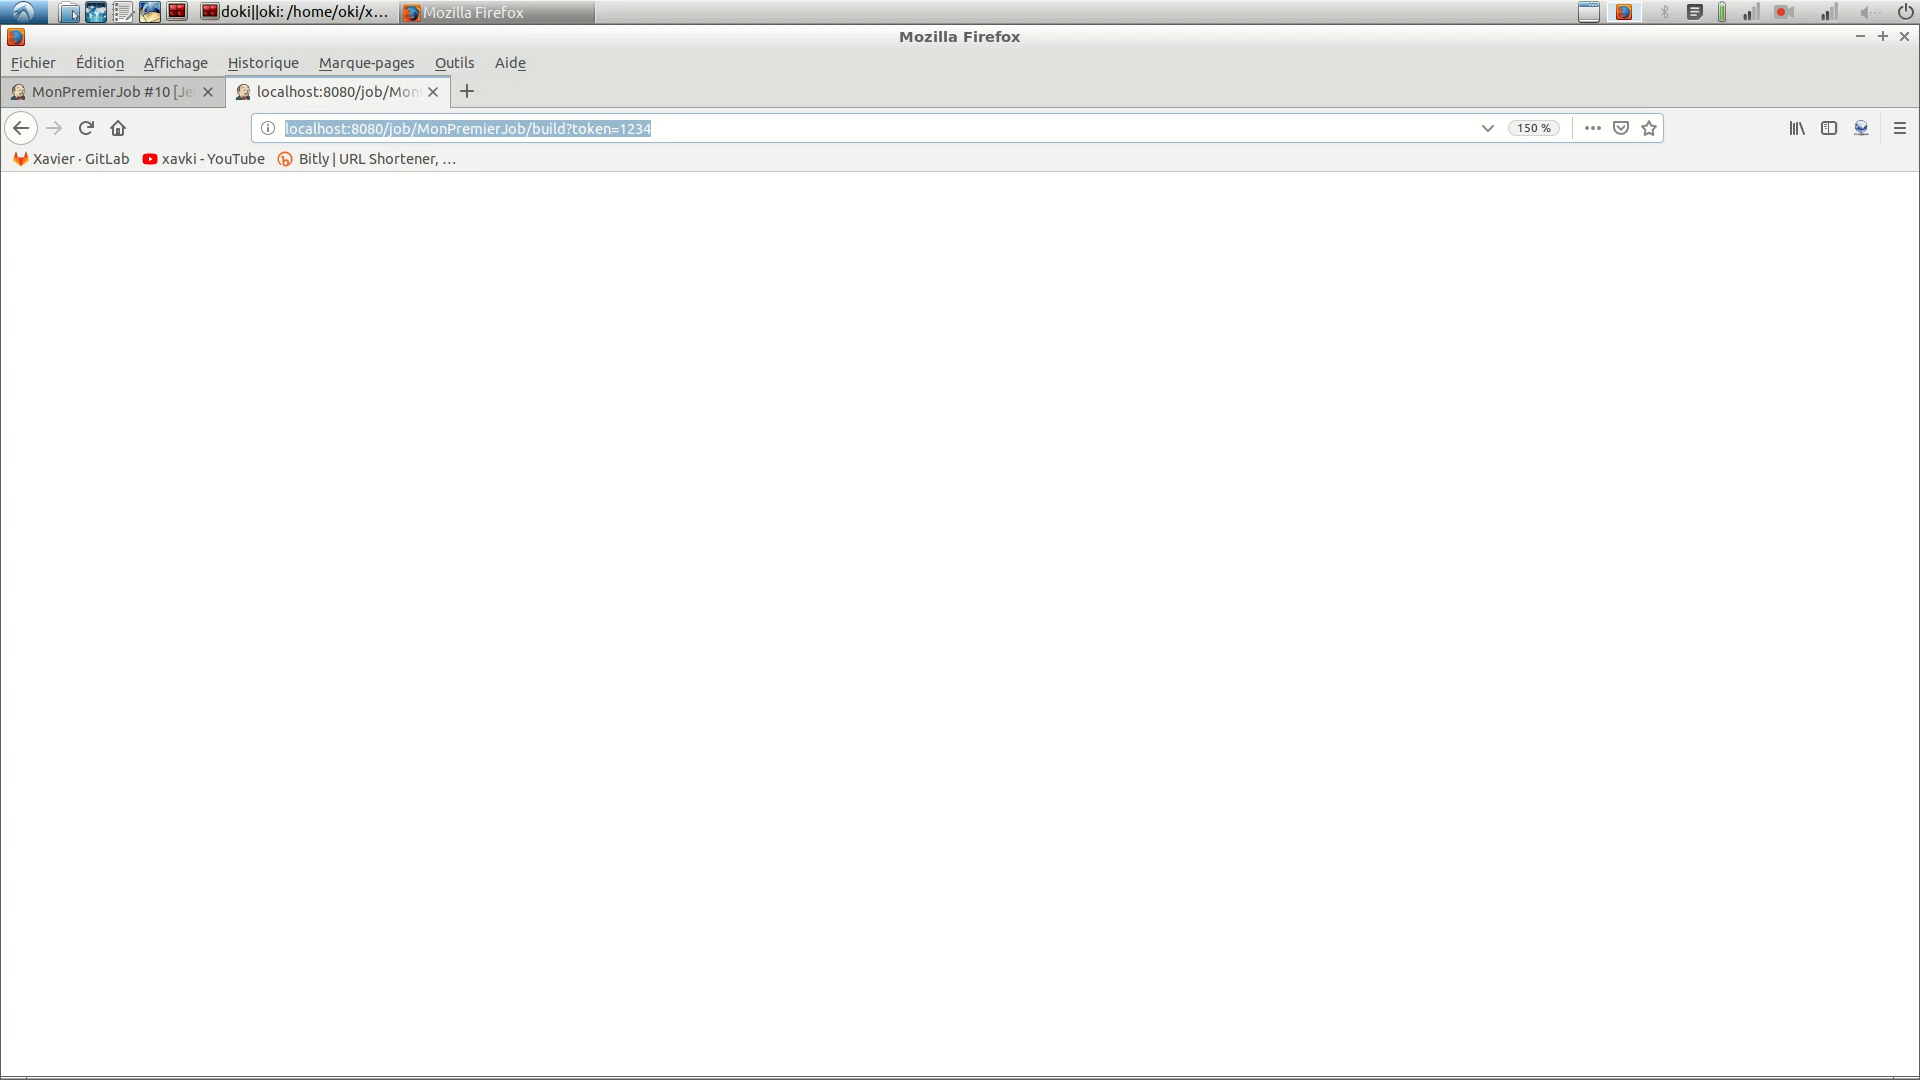 doki||oki: /home/oki/x...
Mozilla Firefox
Mozilla Firefox
Fichier Édition Affichage Historique Marque-pages Outils Aide
MonPremierJob #10 [Je
localhost:8080/job/Mon
localhost:8080/job/MonPremierJob/build?token=1234
150 %
Xavier · GitLab
xavki - YouTube
Bitly | URL Shortener, ...